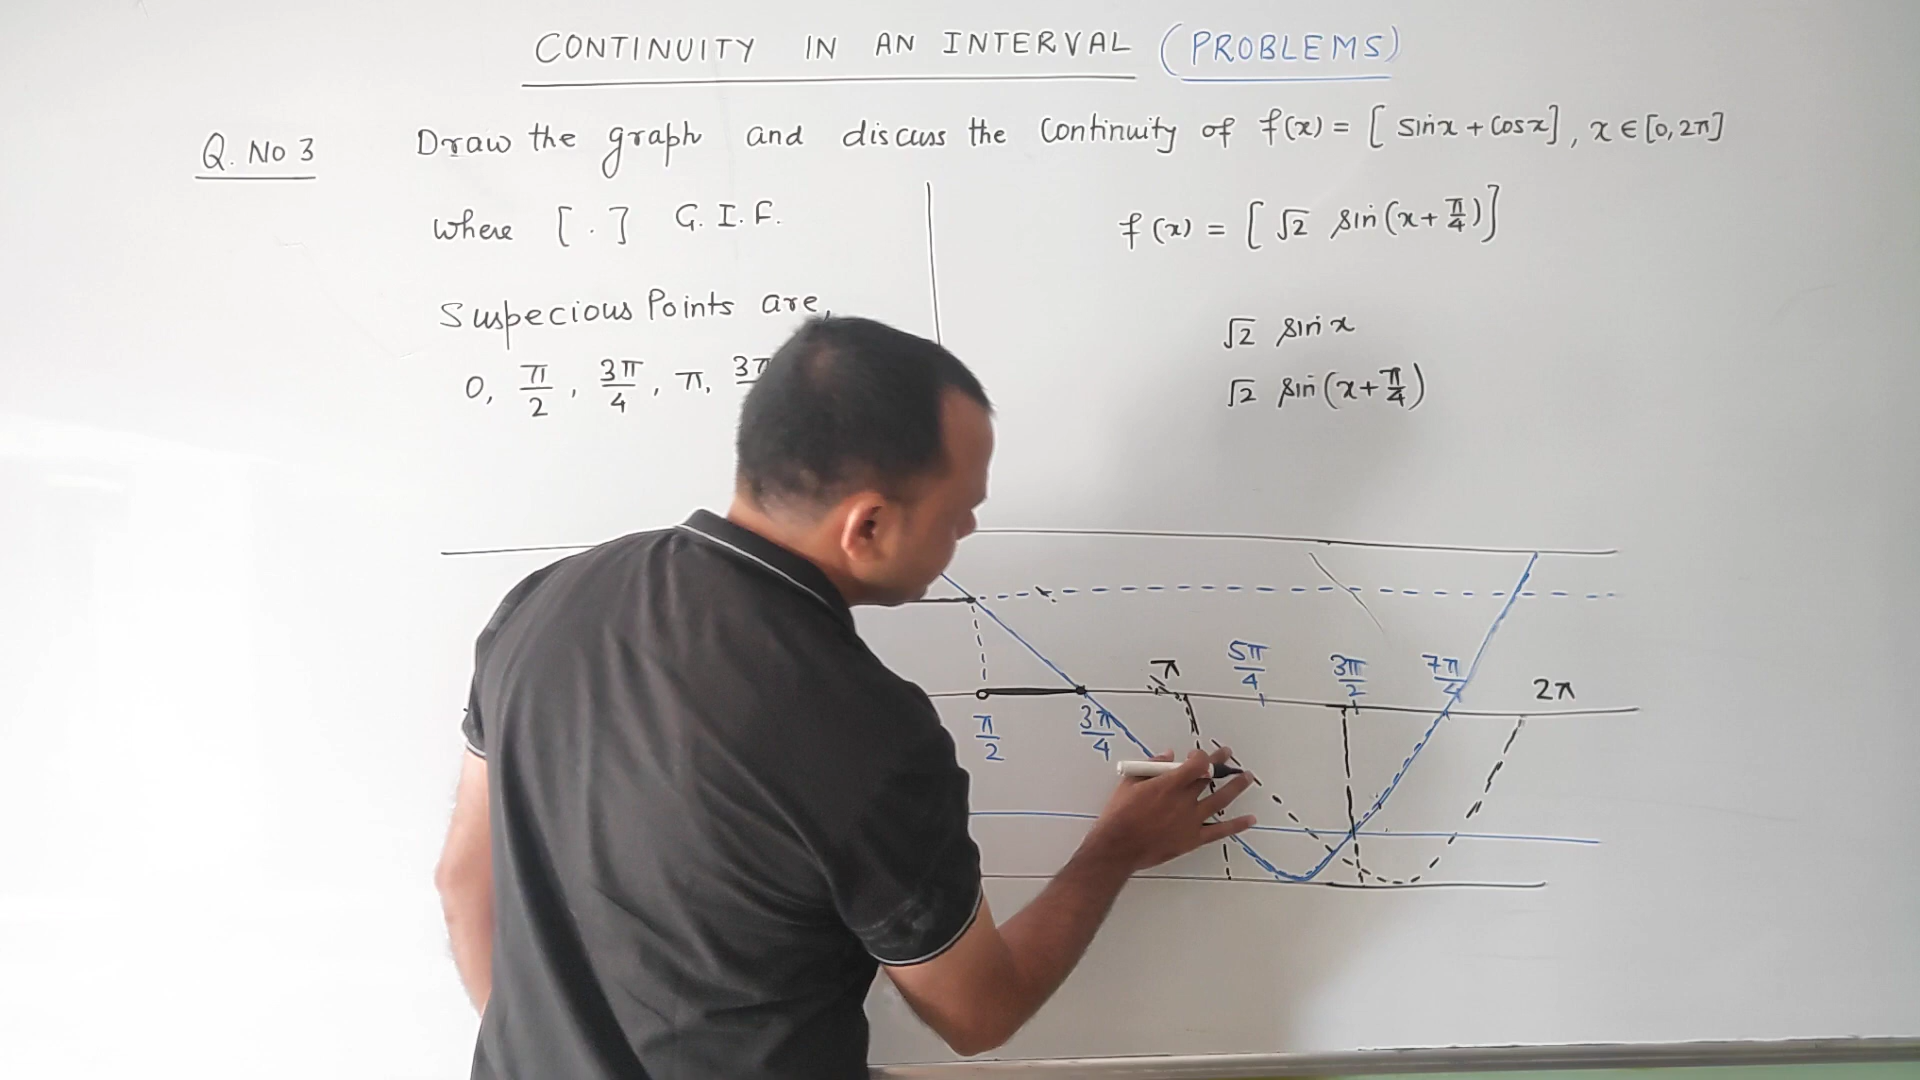 CONTINUITY IN AN INTERVAL (PROBLEMS)
Q. No 3 Draw the graph and discuss the Continuity of f(x) = [ sinx + Cosx ], x ∈ [0, 2π]
where [ . ] G.I.F.
f(x) = [ √2 sin(x + π/4) ]
Suspecious Points are,
0, π/2, 3π/4, π,
√2 sin x
√2 sin(x + π/4)
π 5π/4 3π/2 7π/4 2π
π/2 3π/4